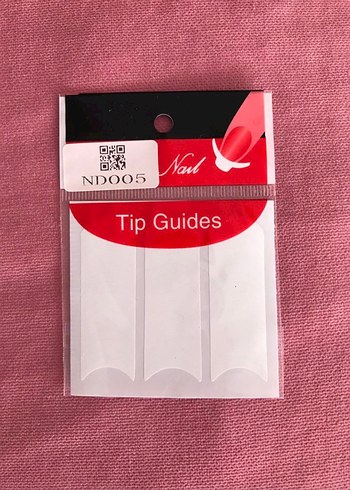 Nail
ND005
Tip Guides